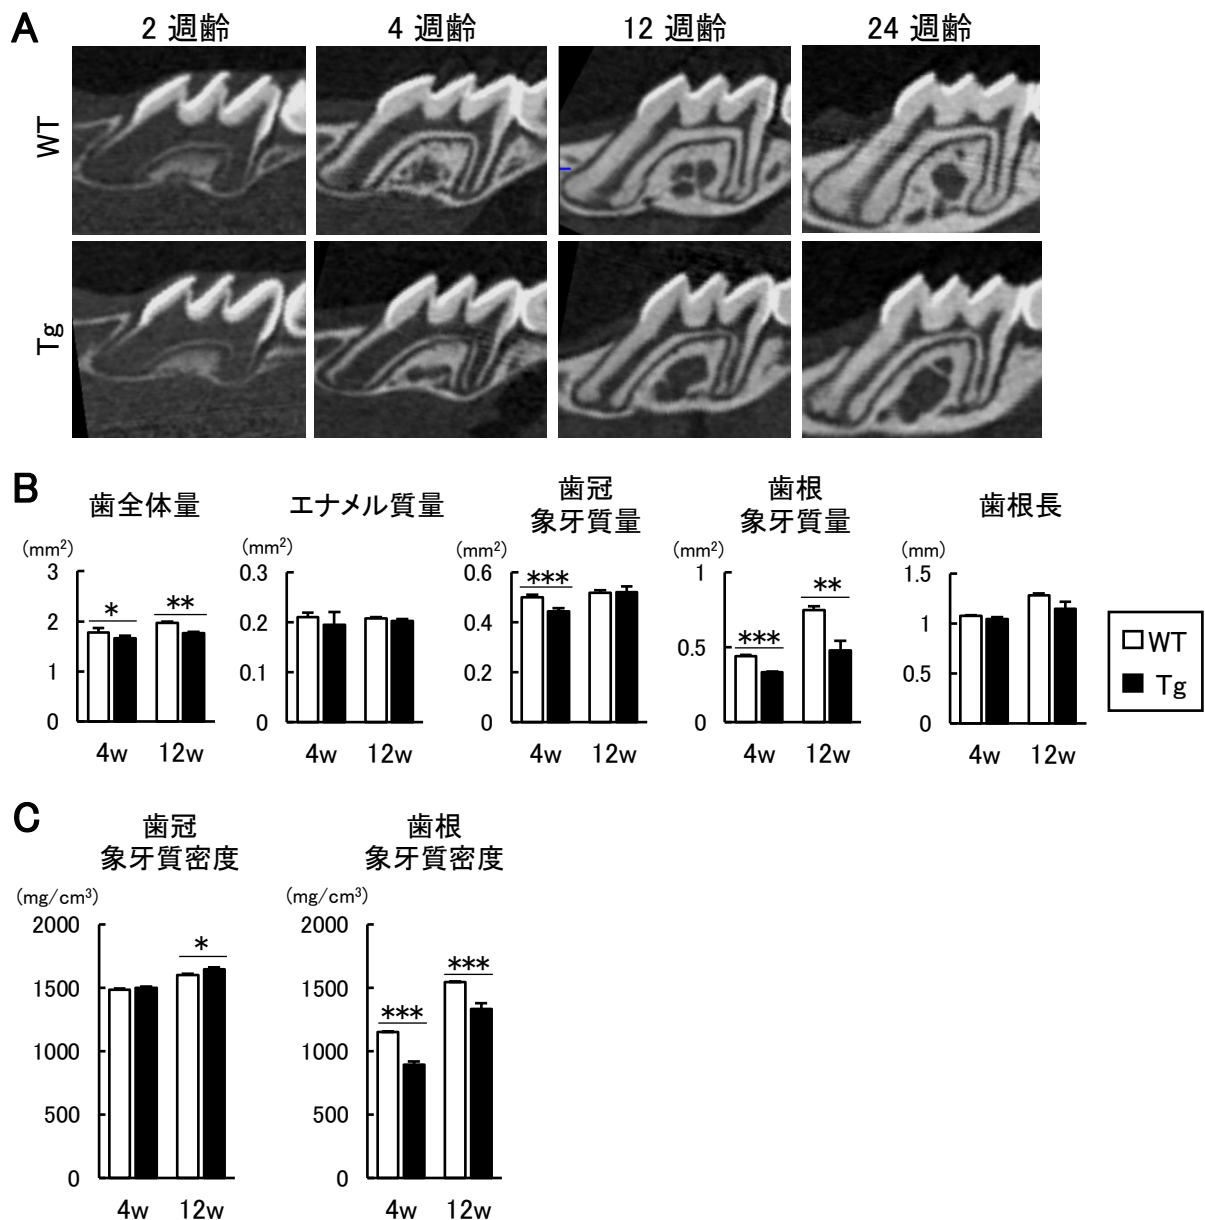 A
2 週齢 4 週齢 12 週齢 24 週齢
WT
Tg
B
歯全体量
(mm²)
3
2
1
0
* **
4w 12w
エナメル質量
(mm²)
0.3
0.2
0.1
0
4w 12w
歯冠
象牙質量
(mm²)
0.6
0.4
0.2
0
***
4w 12w
歯根
象牙質量
(mm²)
1
0.5
0
*** **
4w 12w
歯根長
(mm)
1.5
1
0.5
0
4w 12w
WT
Tg
C
歯冠
象牙質密度
(mg/cm³)
2000
1500
1000
500
0
*
4w 12w
歯根
象牙質密度
(mg/cm³)
2000
1500
1000
500
0
*** ***
4w 12w